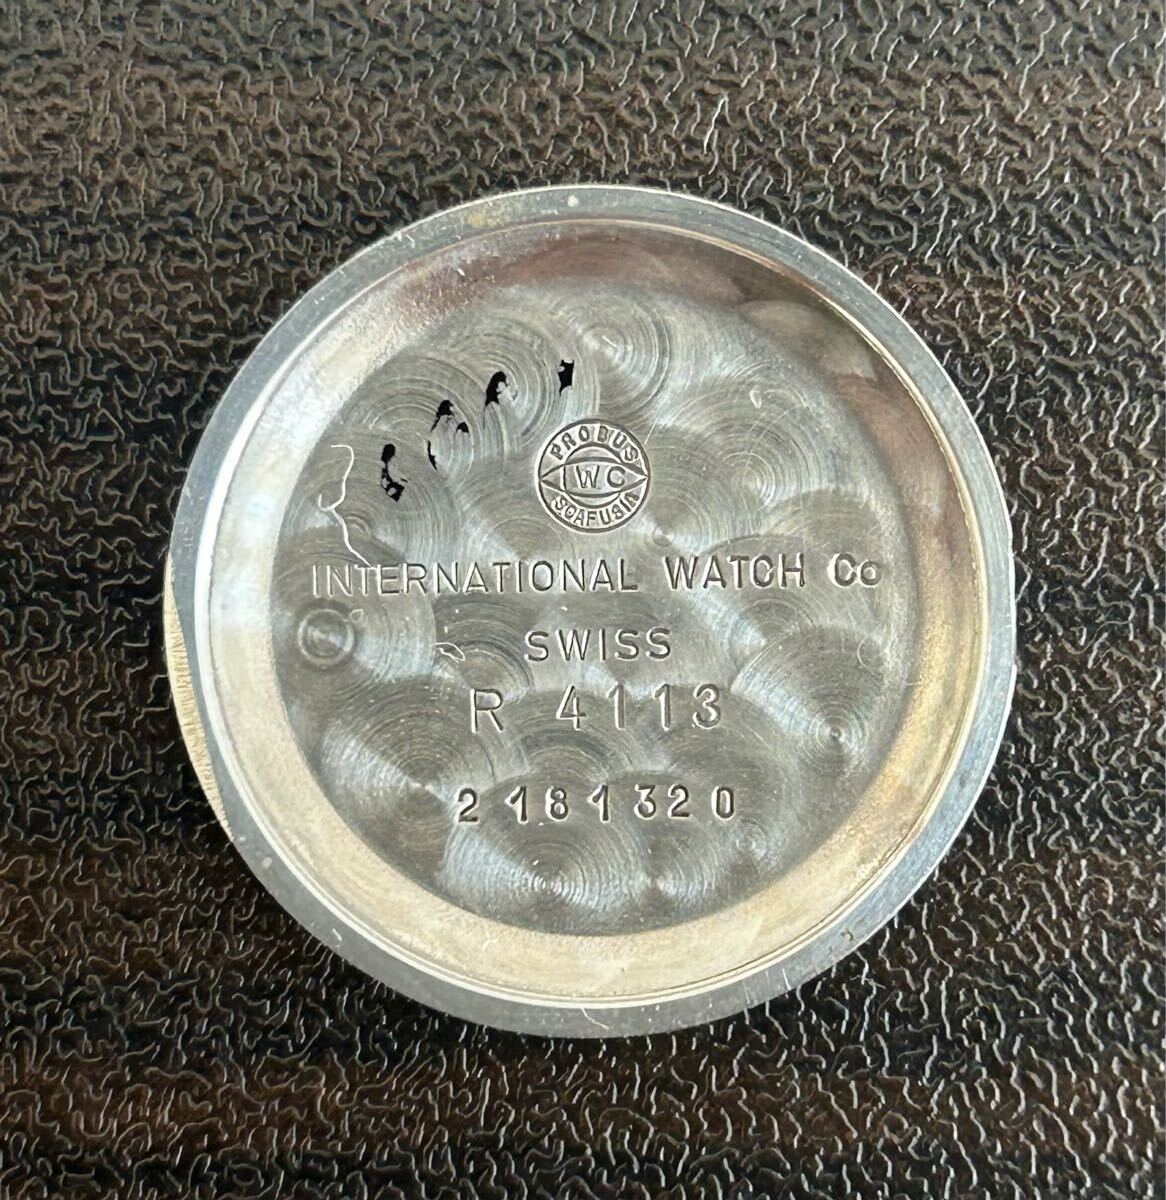 PROBUS
IWC
SCAFUSIA
INTERNATIONAL WATCH Co
SWISS
R 4113
2181320